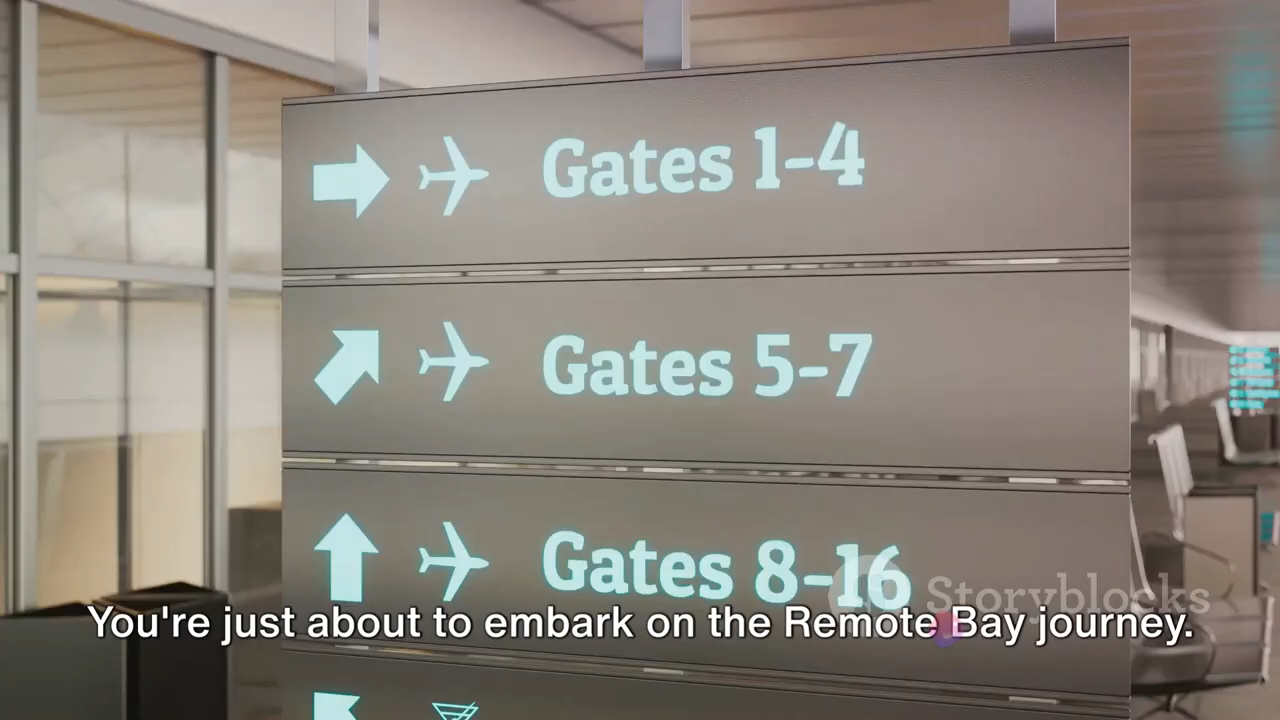 Gates 1-4
Gates 5-7
Gates 8-16
Storyblocks
You're just about to embark on the Remote Bay journey.